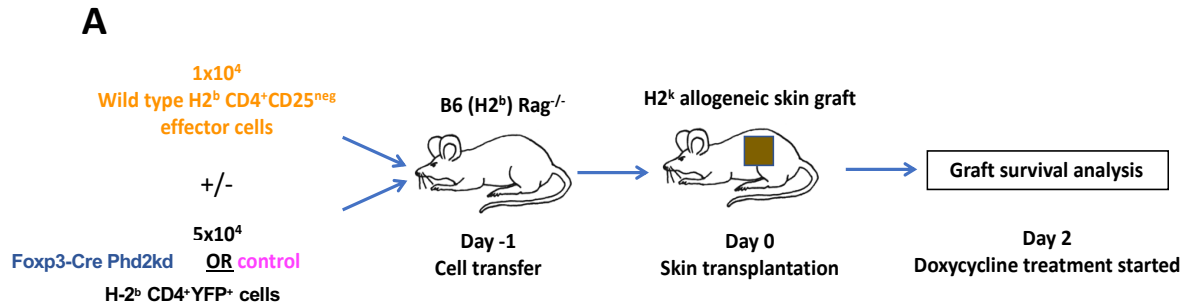 A
1x10⁴
Wild type H2ᵇ CD4⁺CD25ⁿᵉᵍ
effector cells
+/-
5x10⁴
Foxp3-Cre Phd2kd OR control
H-2ᵇ CD4⁺YFP⁺ cells
B6 (H2ᵇ) Rag⁻/⁻
Day -1
Cell transfer
H2ᵏ allogeneic skin graft
Day 0
Skin transplantation
Graft survival analysis
Day 2
Doxycycline treatment started